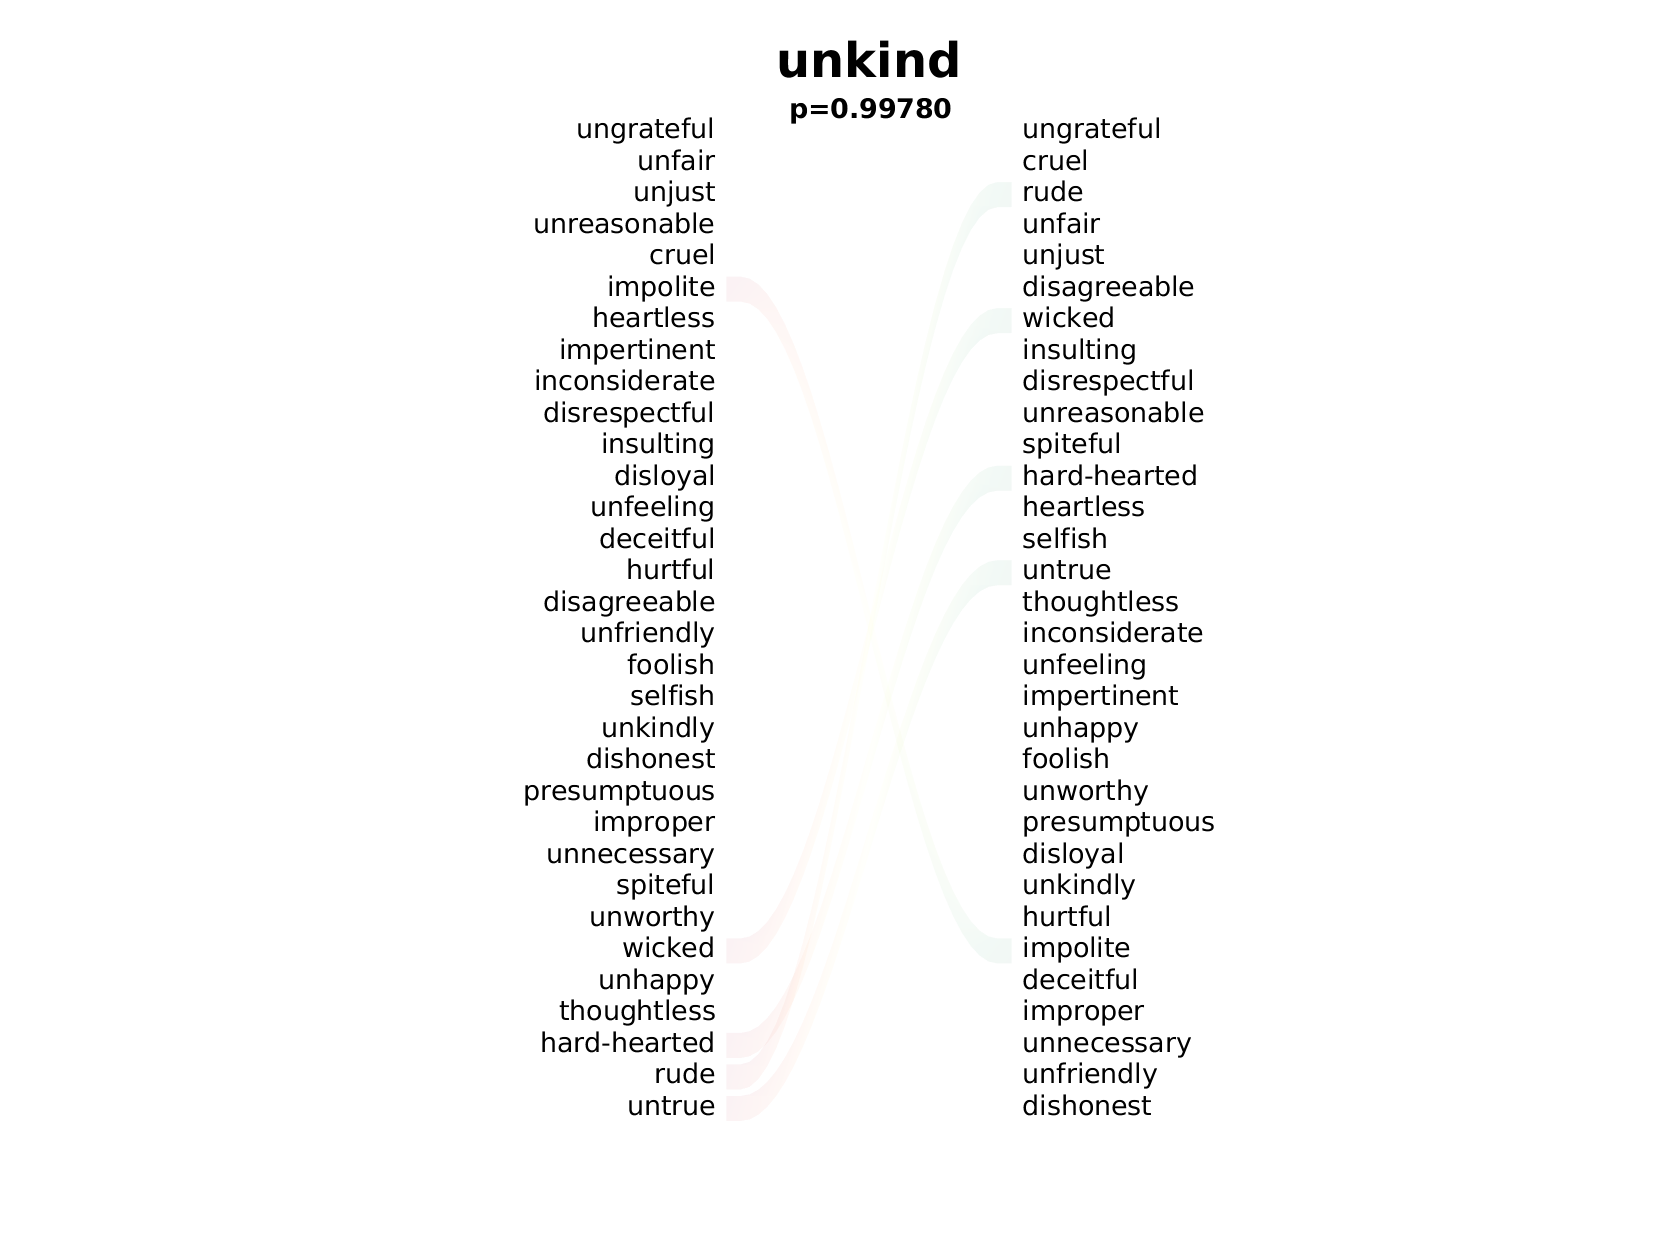 unkind
p=0.99780
ungrateful ungrateful
unfair cruel
unjust rude
unreasonable unfair
cruel unjust
impolite disagreeable
heartless wicked
impertinent insulting
inconsiderate disrespectful
disrespectful unreasonable
insulting spiteful
disloyal hard-hearted
unfeeling heartless
deceitful selfish
hurtful untrue
disagreeable thoughtless
unfriendly inconsiderate
foolish unfeeling
selfish impertinent
unkindly unhappy
dishonest foolish
presumptuous unworthy
improper presumptuous
unnecessary disloyal
spiteful unkindly
unworthy hurtful
wicked impolite
unhappy deceitful
thoughtless improper
hard-hearted unnecessary
rude unfriendly
untrue dishonest